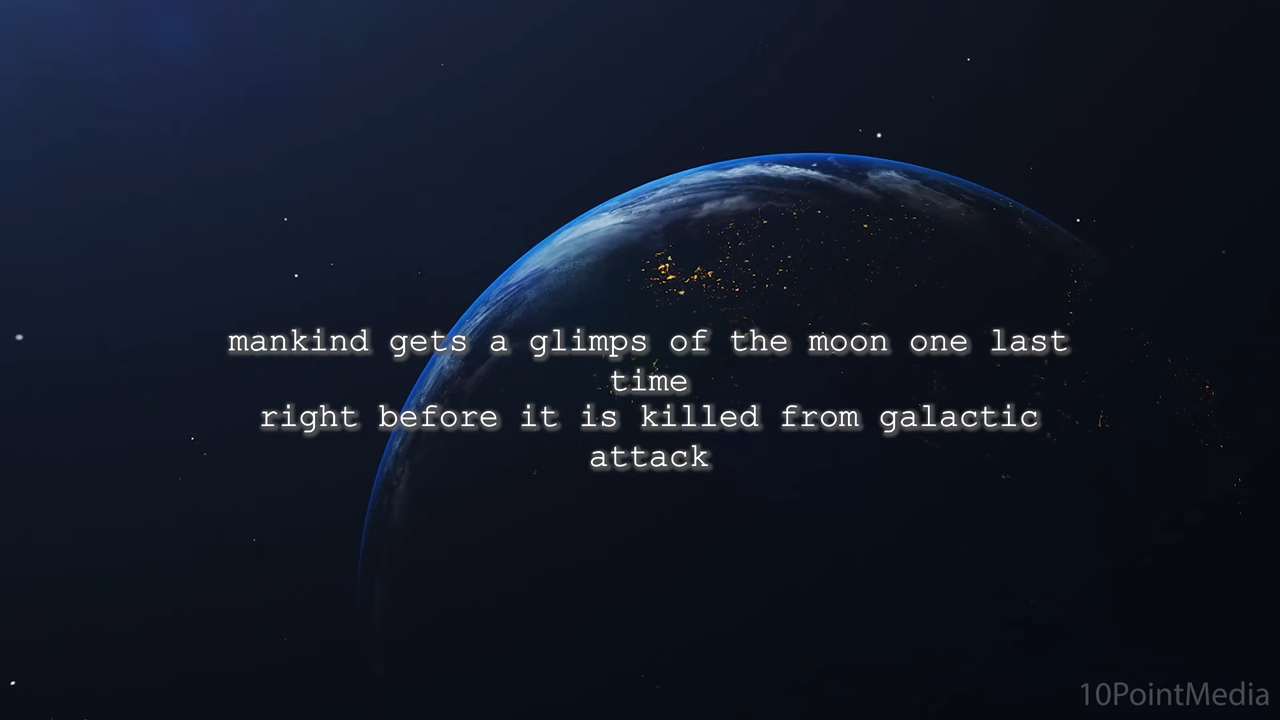 mankind gets a glimps of the moon one last
time
right before it is killed from galactic
attack
10PointMedia